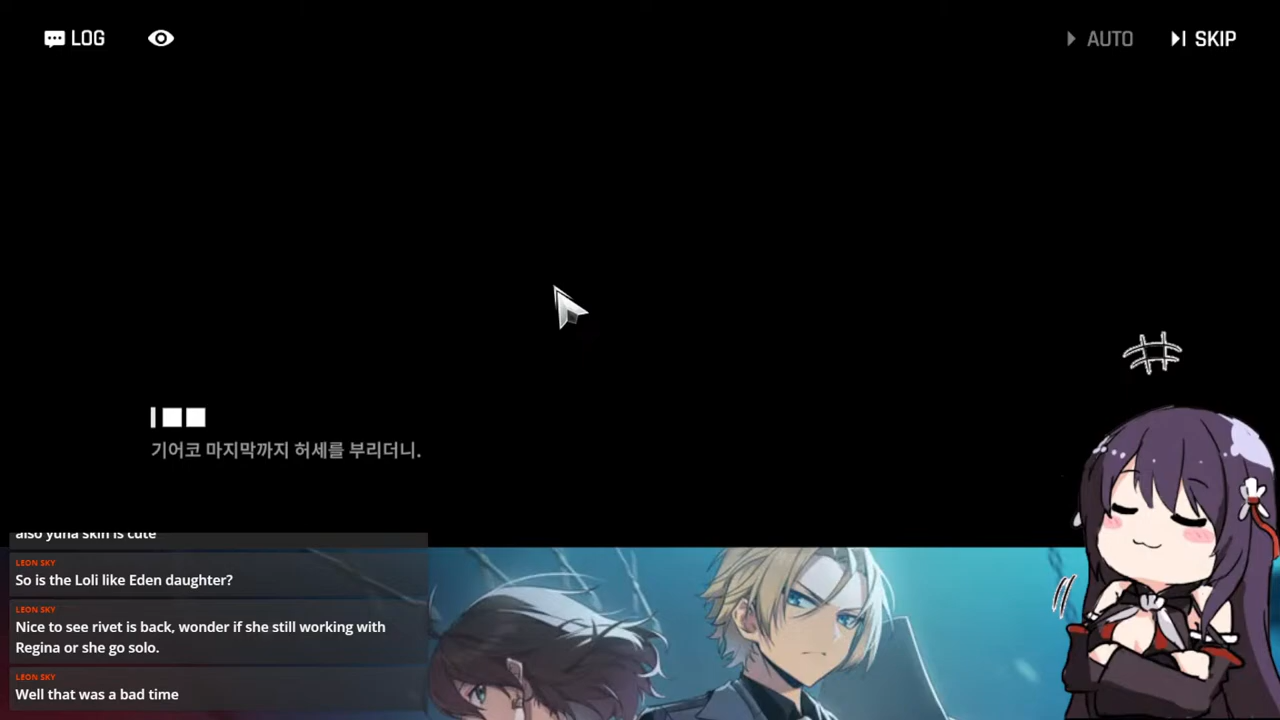 LOG
AUTO
SKIP
■■
기어코 마지막까지 허세를 부리더니.
also yuna skin is cute
LEON SKY
So is the Loli like Eden daughter?
LEON SKY
Nice to see rivet is back, wonder if she still working with
Regina or she go solo.
LEON SKY
Well that was a bad time